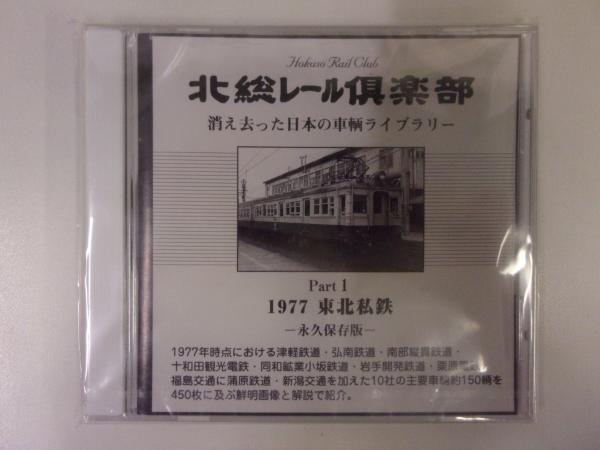 Hokuso Rail Club
北総レール倶楽部
消え去った日本の車輌ライブラリー
Part 1
1977 東北私鉄
―永久保存版―
1977年時点における津軽鉄道・弘南鉄道・南部縦貫鉄道・
十和田観光電鉄・同和鉱業小坂鉄道・岩手開発鉄道・栗原電鉄・
福島交通に蒲原鉄道・新潟交通を加えた10社の主要車輌約150輌を
450枚に及ぶ鮮明画像と解説で紹介。